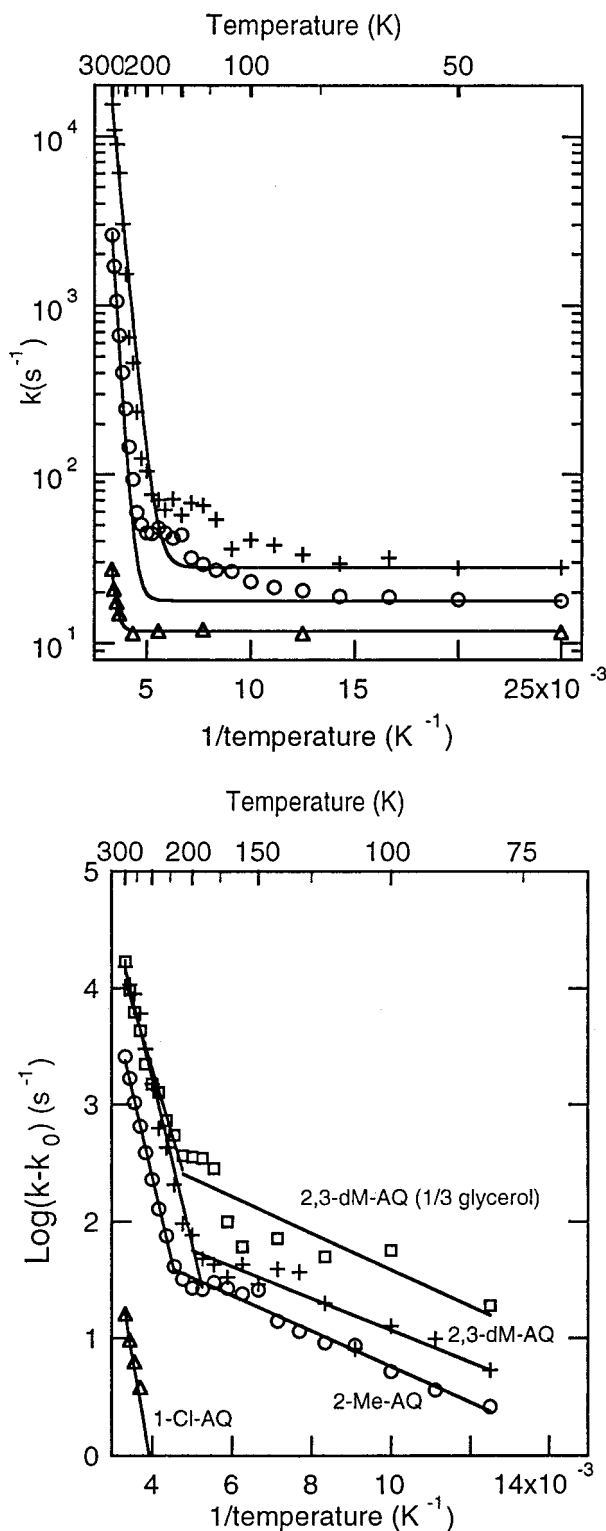 Temperature (K)
300 200 100 50
10^4
10^3
10^2
10^1
k(s^-1)
5 10 15 25x10^-3
1/temperature (K^-1)
Temperature (K)
300 200 150 100 75
5
4
3
2
1
0
Log(k-k_0) (s^-1)
2,3-dM-AQ (1/3 glycerol)
2,3-dM-AQ
2-Me-AQ
1-Cl-AQ
4 6 8 10 14x10^-3
1/temperature (K^-1)